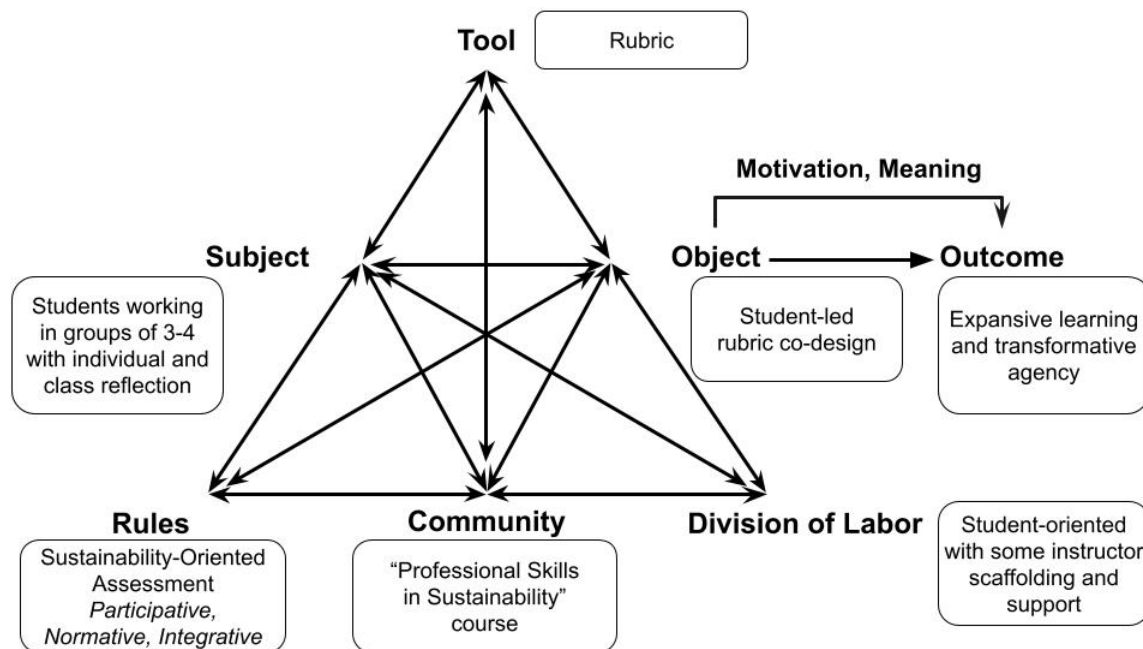 Tool
Rubric
Motivation, Meaning
Subject
Object
Outcome
Students working
in groups of 3-4
with individual and
class reflection
Student-led
rubric co-design
Expansive learning
and transformative
agency
Rules
Community
Division of Labor
Sustainability-Oriented
Assessment
Participative,
Normative, Integrative
“Professional Skills
in Sustainability”
course
Student-oriented
with some instructor
scaffolding and
support